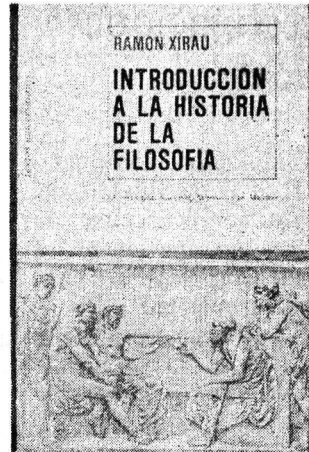 RAMON XIRAU
INTRODUCCION
A LA HISTORIA
DE LA
FILOSOFIA